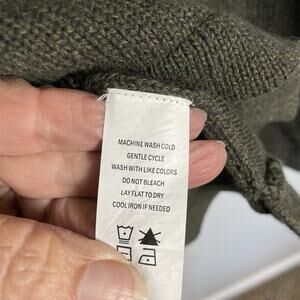 MACHINE WASH COLD
GENTLE CYCLE
WASH WITH LIKE COLORS
DO NOT BLEACH
LAY FLAT TO DRY
COOL IRON IF NEEDED